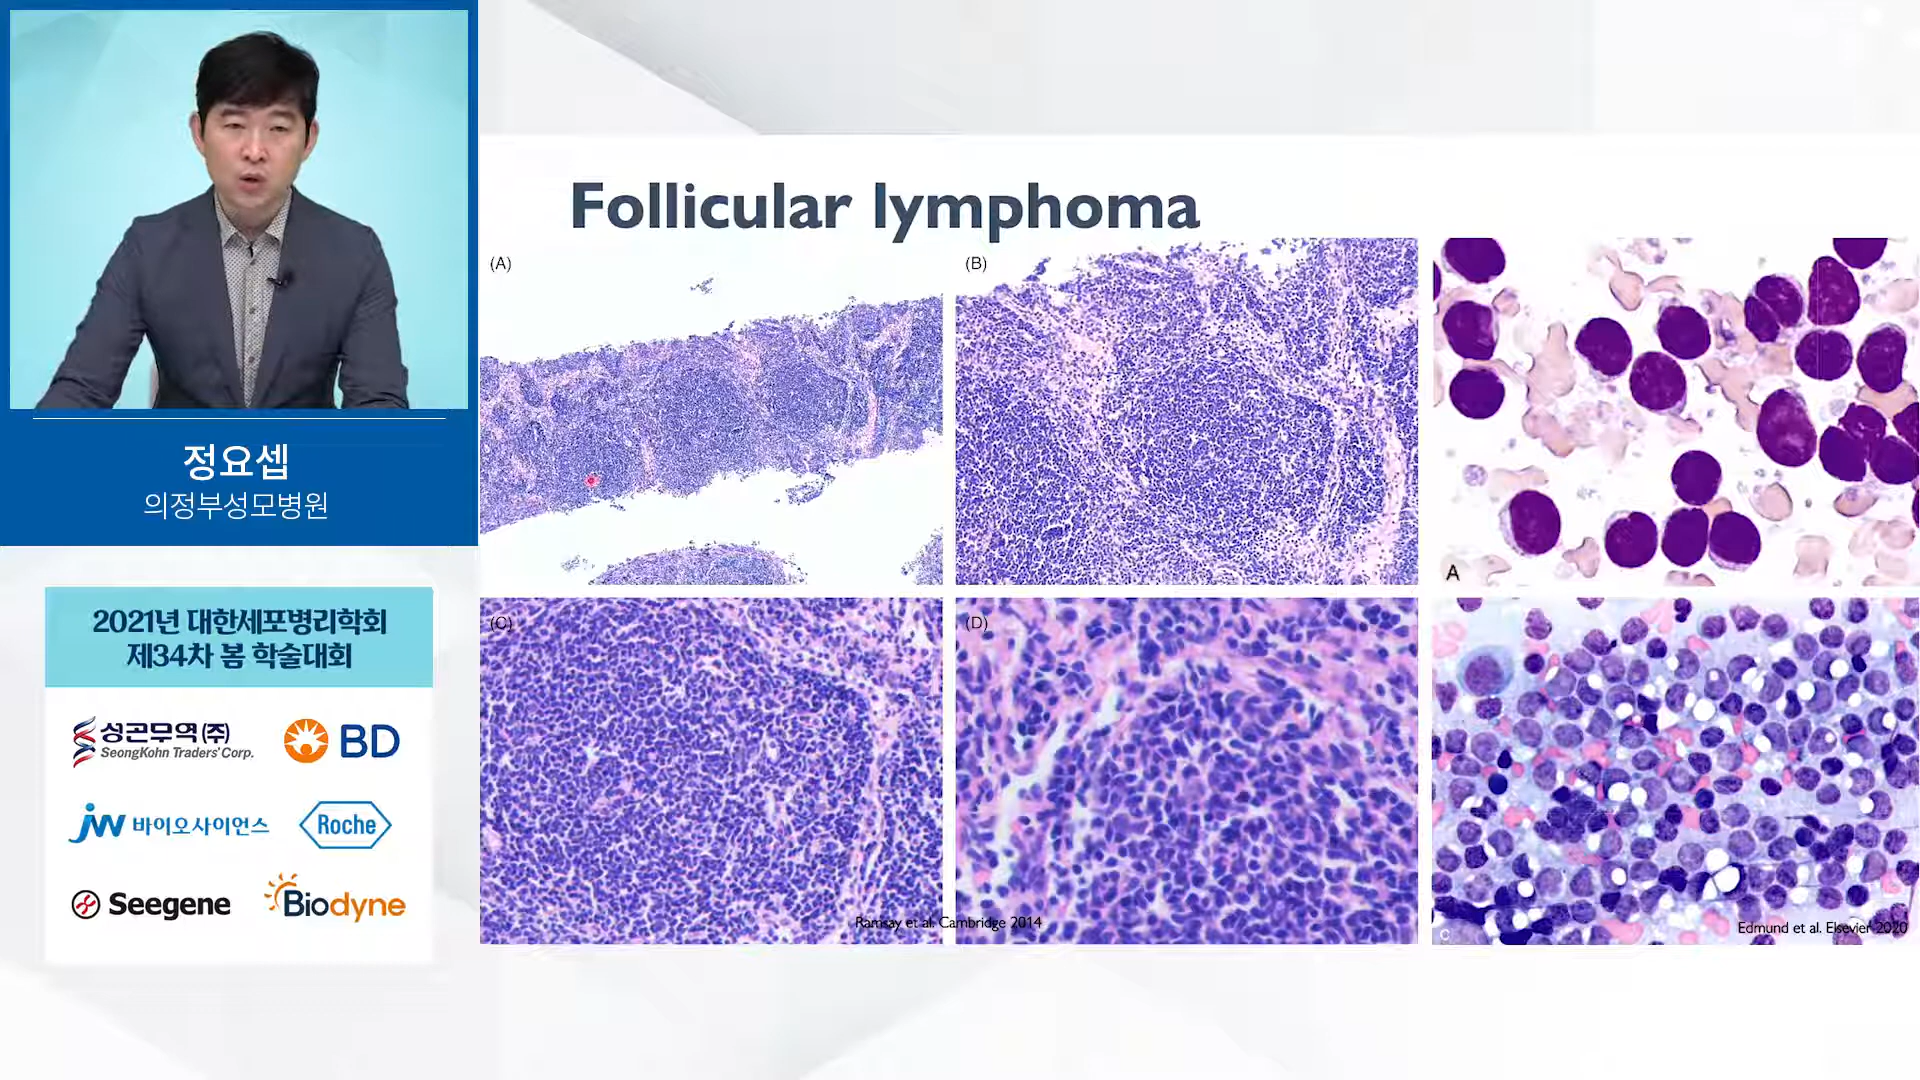 정요셉
의정부성모병원
2021년 대한세포병리학회
제34차 봄 학술대회
성곤무역(주)
SeongKohn Traders' Corp.
BD
jw 바이오사이언스
Roche
Seegene
Biodyne
Follicular lymphoma
(A)
(B)
A
(C)
(D)
C
Ramsay et al. Cambridge 2014
Edmund et al. Elsevier 2020